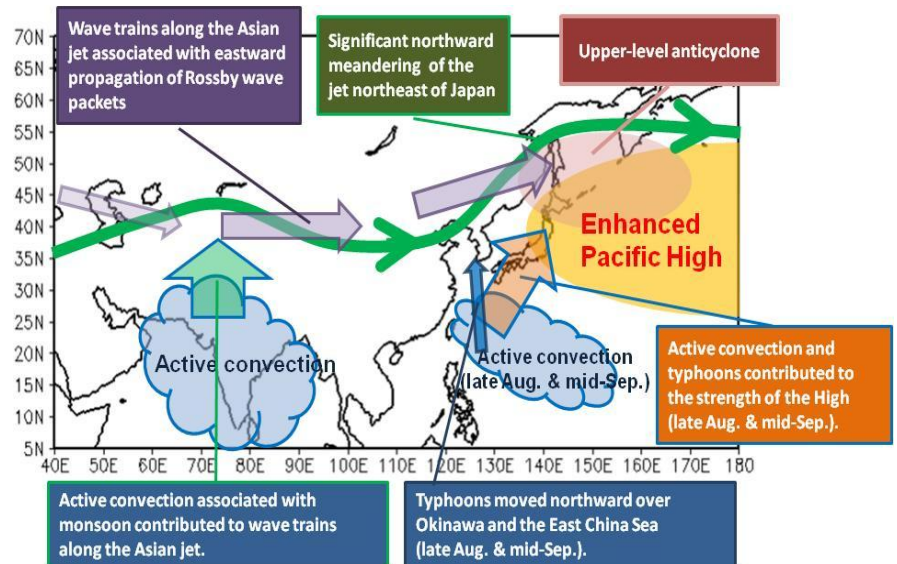 Wave trains along the Asian
jet associated with eastward
propagation of Rossby wave
packets
Significant northward
meandering of the
jet northeast of Japan
Upper-level anticyclone
70N
65N
60N
55N
50N
45N
40N
35N
30N
25N
20N
15N
10N
5N
Enhanced
Pacific High
Active convection
Active convection
(late Aug. & mid-Sep.)
Active convection and
typhoons contributed to
the strength of the High
(late Aug. & mid-Sep.).
40E 50E 60E 70E 80E 90E 100E 110E 120E 130E 140E 150E 160E 170E 180
Active convection associated with
monsoon contributed to wave trains
along the Asian jet.
Typhoons moved northward over
Okinawa and the East China Sea
(late Aug. & mid-Sep.).